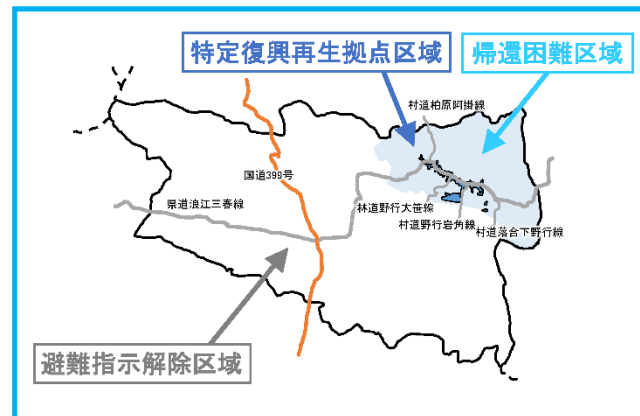 特定復興再生拠点区域
帰還困難区域
村道柏原阿掛線
国道399号
県道浪江三春線
林道野行大笹線
村道野行岩角線
村道落合下野行線
避難指示解除区域